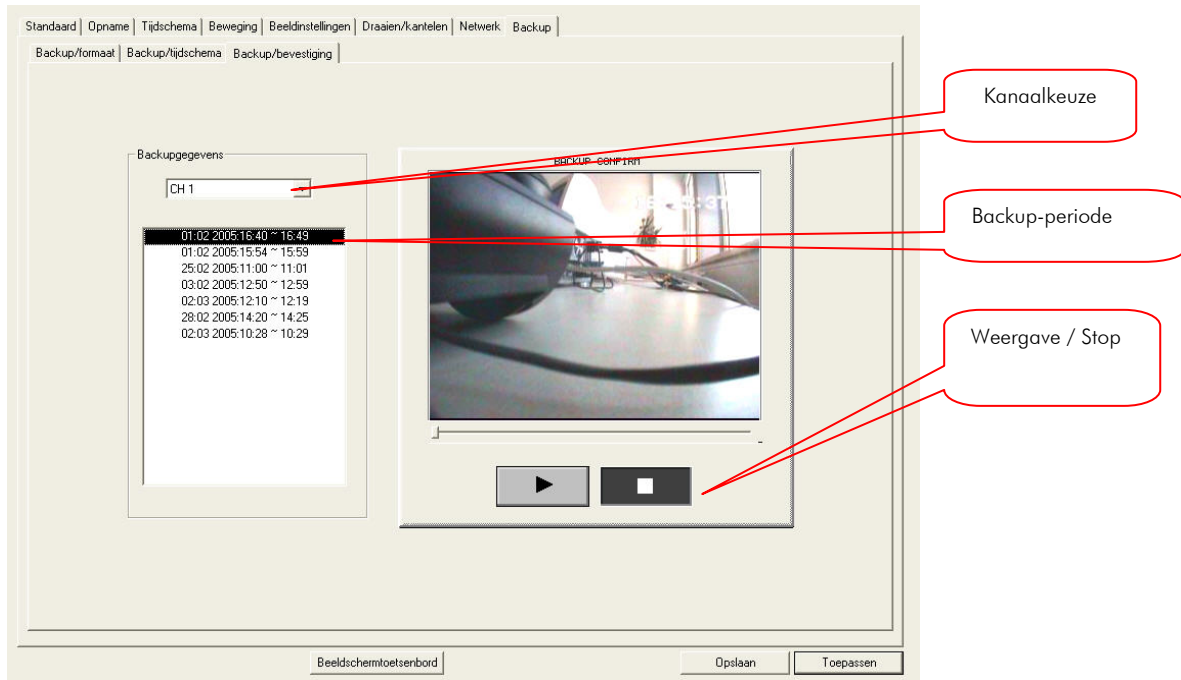 Standaard Opname Tijdschema Beweging Beeldinstellingen Draaien/kantelen Netwerk Backup
Backup/formaat Backup/tijdschema Backup/bevestiging
Kanaalkeuze
Backupgegevens
BACKUP CONFIRM
CH 1
Backup-periode
01:02 2005:16:40 ~ 16:49
01:02 2005:15:54 ~ 15:59
25:02 2005:11:00 ~ 11:01
03:02 2005:12:50 ~ 12:59
02:03 2005:12:10 ~ 12:19
28:02 2005:14:20 ~ 14:25
02:03 2005:10:28 ~ 10:29
Weergave / Stop
Beeldschermtoetsenbord
Opslaan
Toepassen